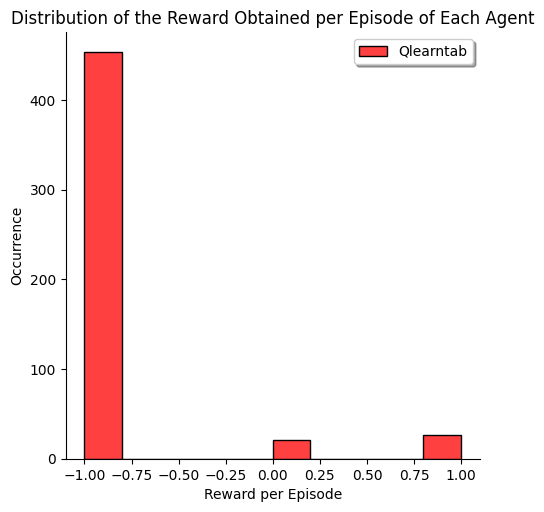 Distribution of the Reward Obtained per Episode of Each Agent
Qlearntab
Occurrence
400
300
200
100
0
−1.00 −0.75 −0.50 −0.25 0.00 0.25 0.50 0.75 1.00
Reward per Episode